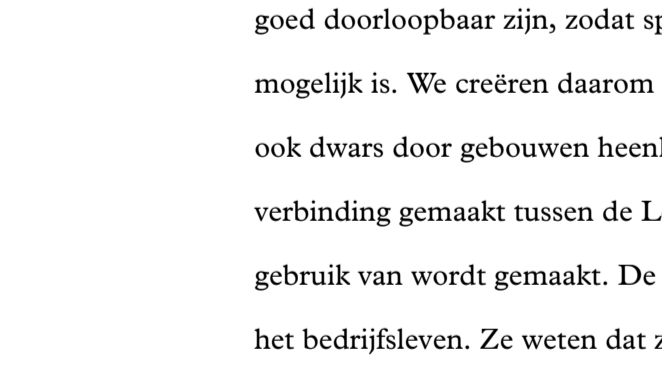 goed doorloopbaar zijn, zodat
mogelijk is. We creëren daarom
ook dwars door gebouwen
verbinding gemaakt tussen de
gebruik van wordt gemaakt. De
het bedrijfsleven. Ze weten dat